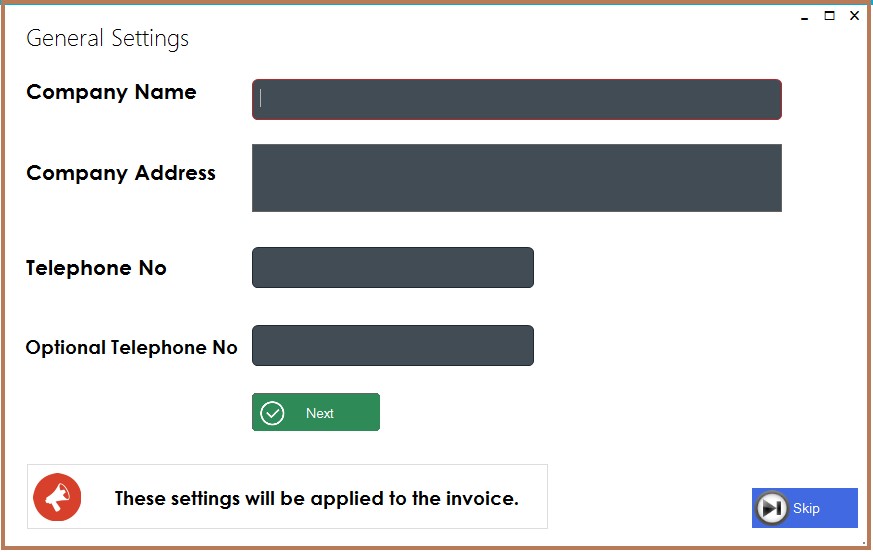 General Settings
Company Name
Company Address
Telephone No
Optional Telephone No
Next
These settings will be applied to the invoice.
Skip